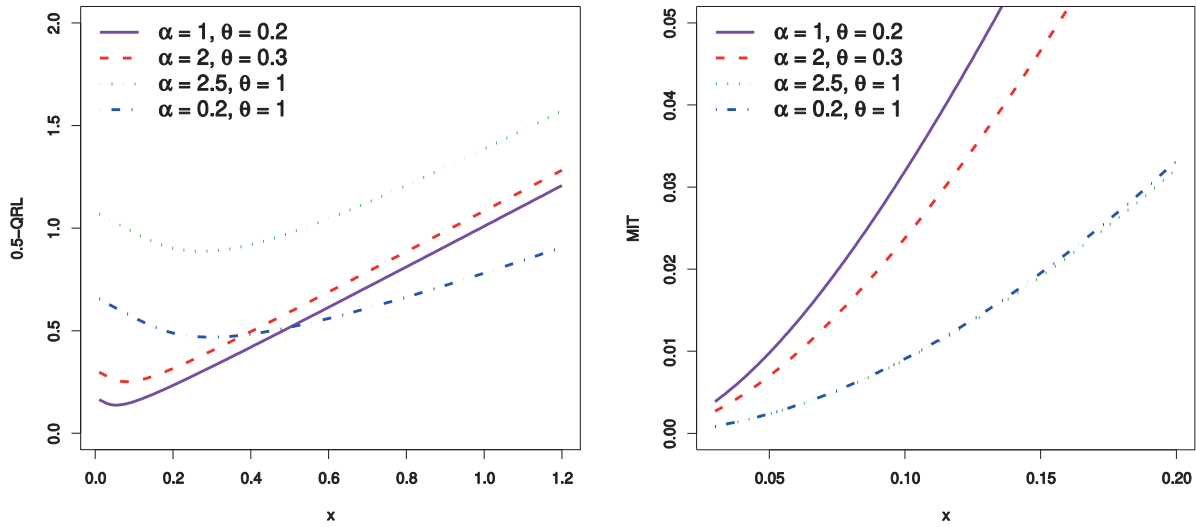 α = 1, θ = 0.2
α = 2, θ = 0.3
α = 2.5, θ = 1
α = 0.2, θ = 1
0.5−QRL
2.0
1.5
1.0
0.5
0.0
0.0 0.2 0.4 0.6 0.8 1.0 1.2
x
α = 1, θ = 0.2
α = 2, θ = 0.3
α = 2.5, θ = 1
α = 0.2, θ = 1
MIT
0.05
0.04
0.03
0.02
0.01
0.00
0.05 0.10 0.15 0.20
x